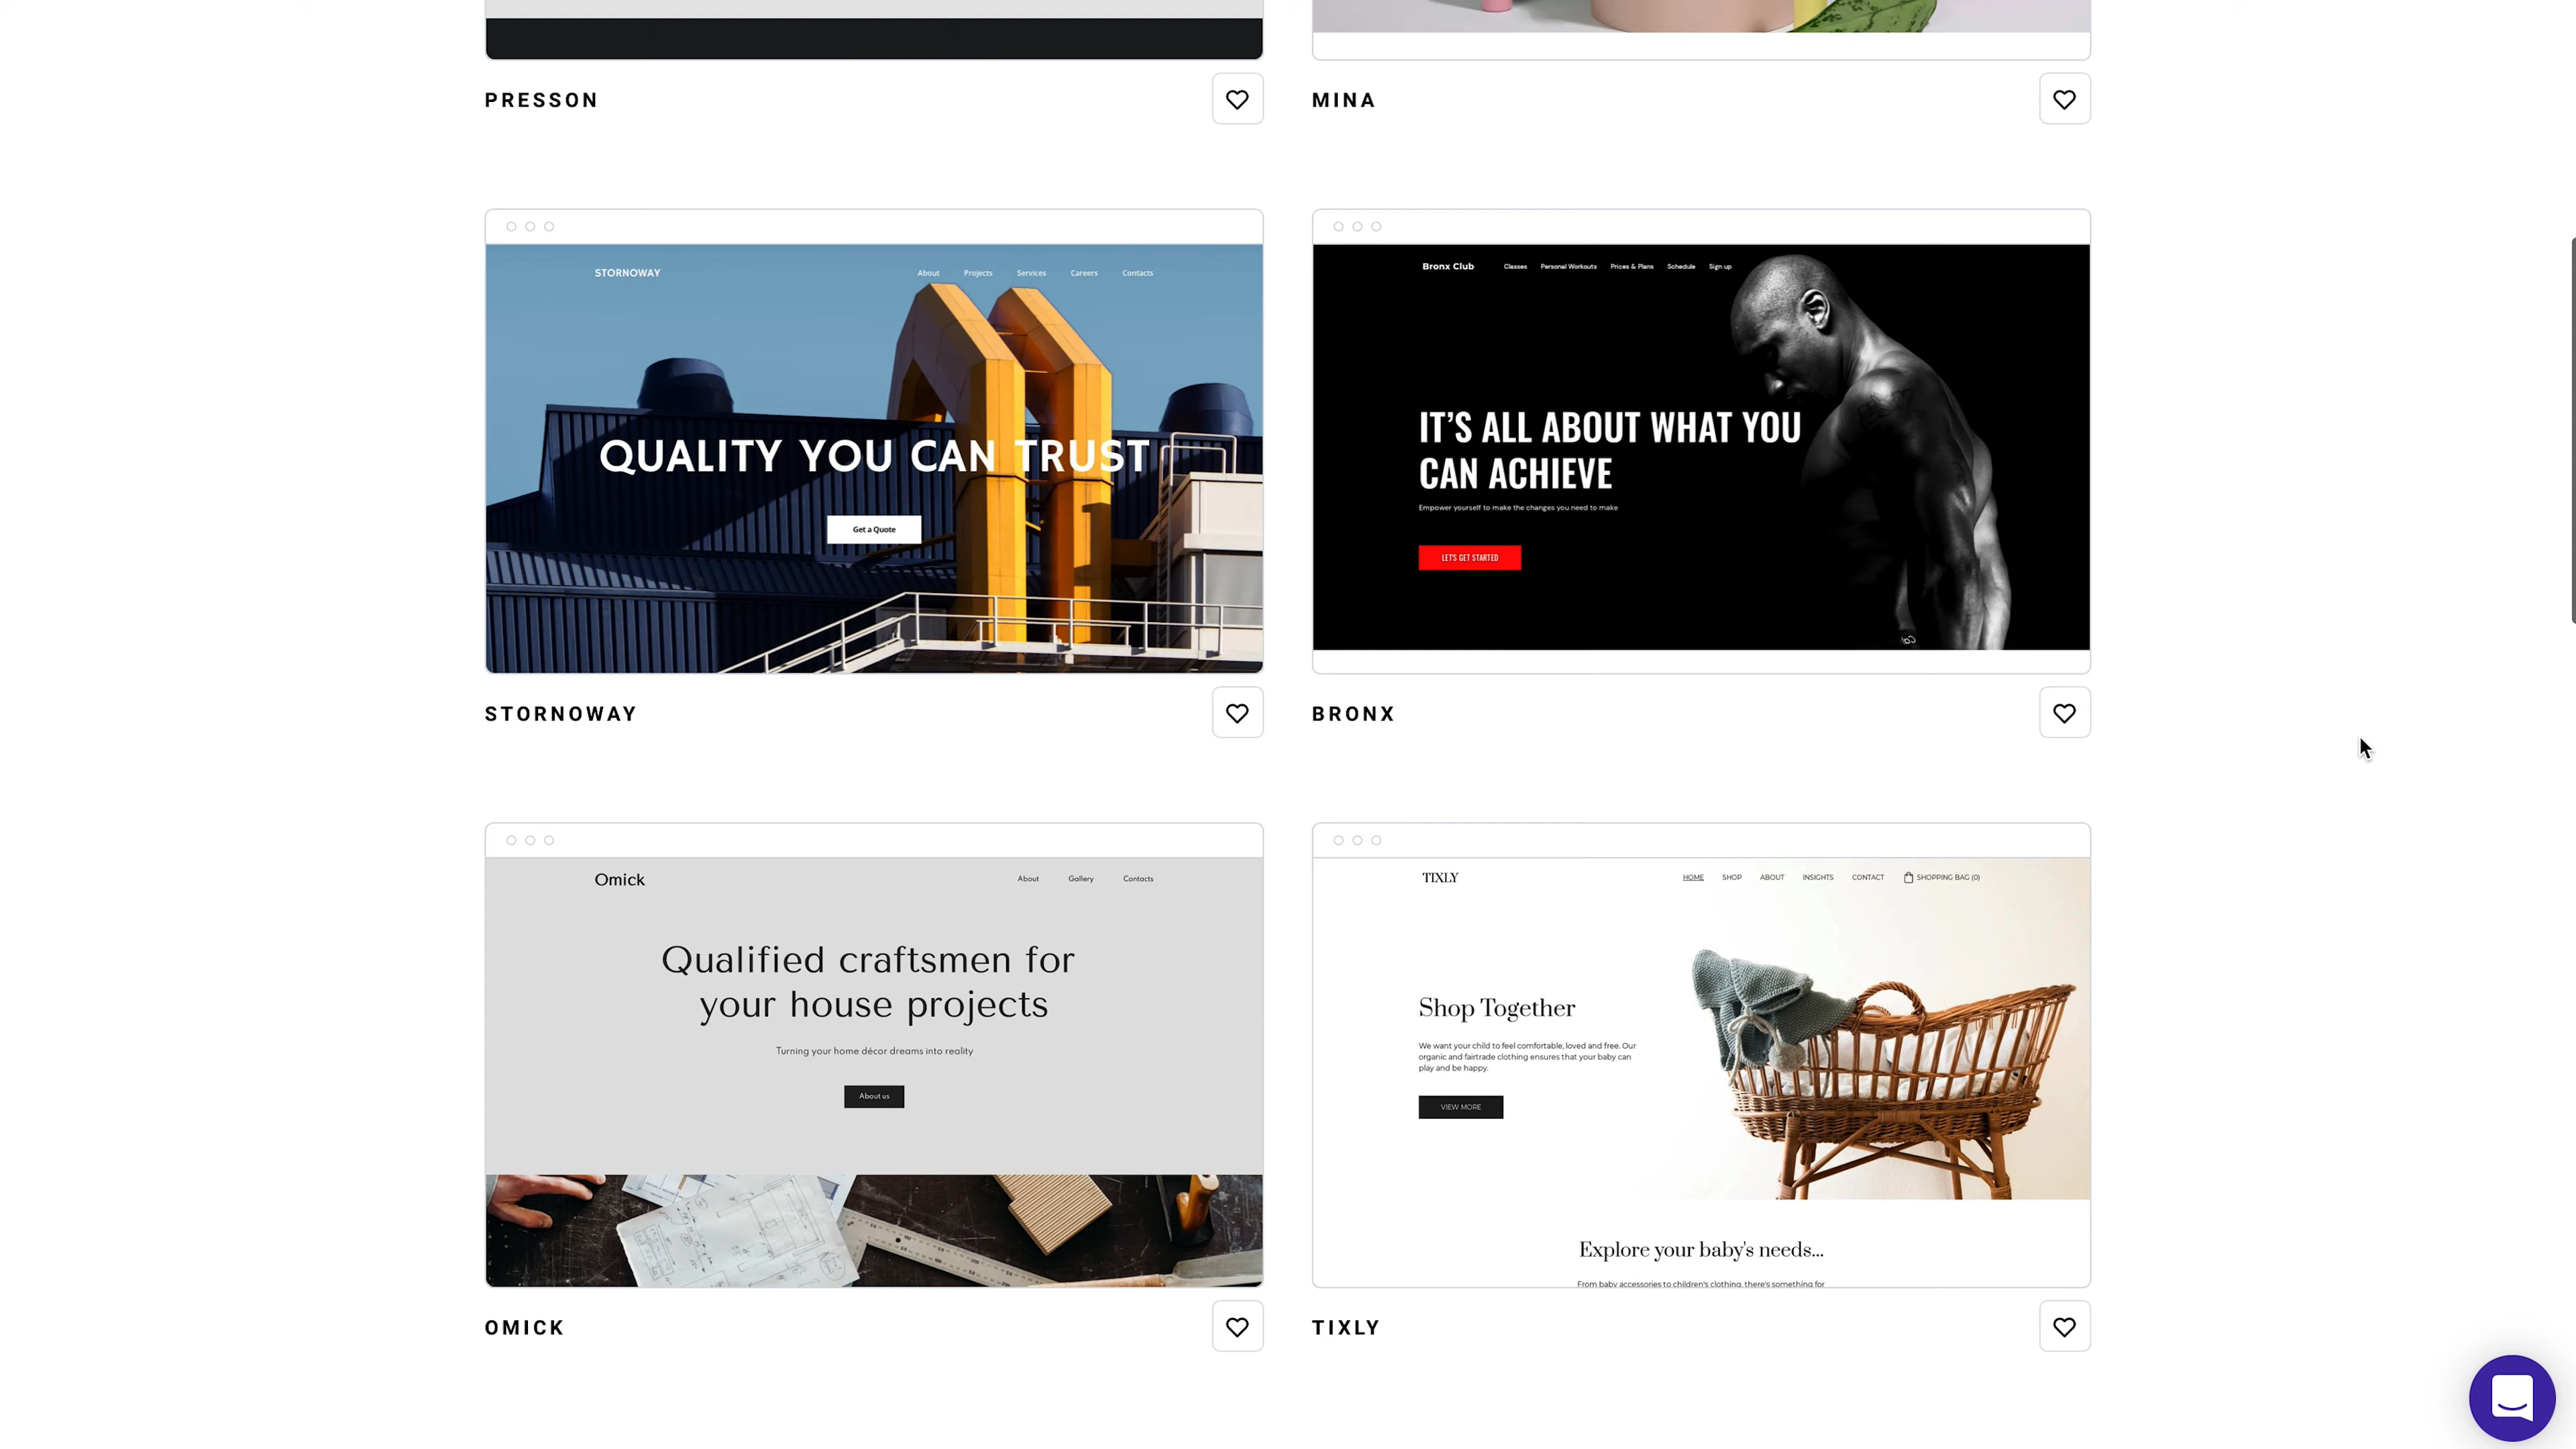 PRESSON
MINA
STORNOWAY
About Projects Services Careers Contacts
QUALITY YOU CAN TRUST
Get a Quote
STORNOWAY
Bronx Club Classes Personal Workouts Prices & Plans Schedule Sign up
IT’S ALL ABOUT WHAT YOU
CAN ACHIEVE
Empower yourself to make the changes you need to make
LET'S GET STARTED
BRONX
Omick
About Gallery Contacts
Qualified craftsmen for
your house projects
Turning your home décor dreams into reality
About us
OMICK
TIXLY
HOME SHOP ABOUT INSIGHTS CONTACT SHOPPING BAG (0)
Shop Together
We want your child to feel comfortable, loved and free. Our
organic and fairtrade clothing ensures that your baby can
play and be happy.
VIEW MORE
Explore your baby's needs...
From baby accessories to children's clothing, there's something for
TIXLY